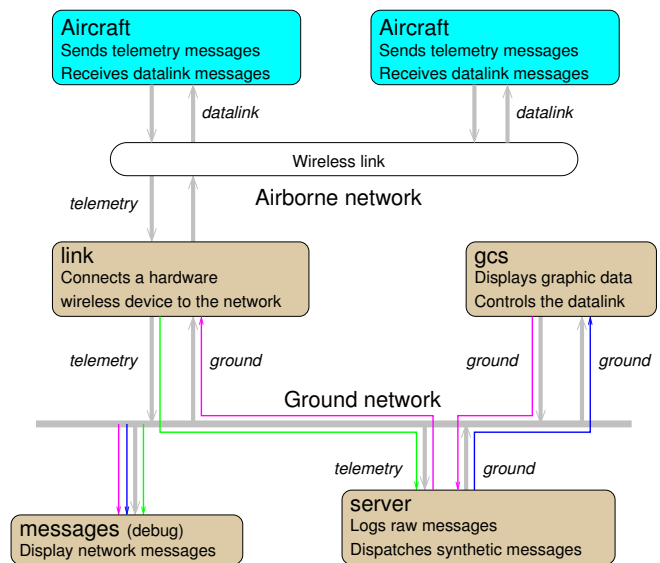 Aircraft
Sends telemetry messages
Receives datalink messages
Aircraft
Sends telemetry messages
Receives datalink messages
datalink
datalink
Wireless link
telemetry
Airborne network
link
Connects a hardware
wireless device to the network
gcs
Displays graphic data
Controls the datalink
telemetry
ground
ground
ground
Ground network
telemetry
ground
messages (debug)
Display network messages
server
Logs raw messages
Dispatches synthetic messages